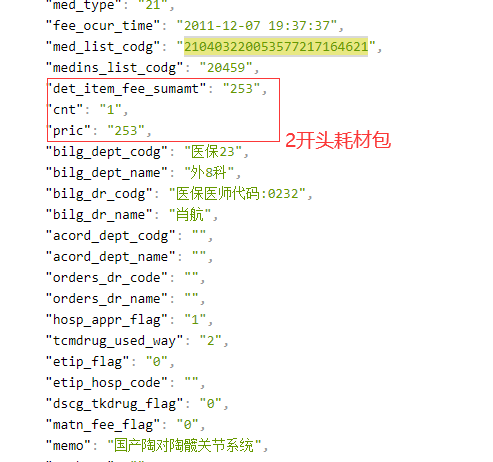 "med_type": "21",
"fee_ocur_time": "2011-12-07 19:37:37",
"med_list_codg": "210403220053577217164621",
"medins_list_codg": "20459",
"det_item_fee_sumamt": "253",
"cnt": "1",
"pric": "253",
2开头耗材包
"bilg_dept_codg": "医保23",
"bilg_dept_name": "外8科",
"bilg_dr_codg": "医保医师代码:0232",
"bilg_dr_name": "肖航",
"acord_dept_codg": "",
"acord_dept_name": "",
"orders_dr_code": "",
"orders_dr_name": "",
"hosp_appr_flag": "1",
"tcmdrug_used_way": "2",
"etip_flag": "0",
"etip_hosp_code": "",
"dscg_tkdrug_flag": "0",
"matn_fee_flag": "0",
"memo": "国产陶对陶髋关节系统",